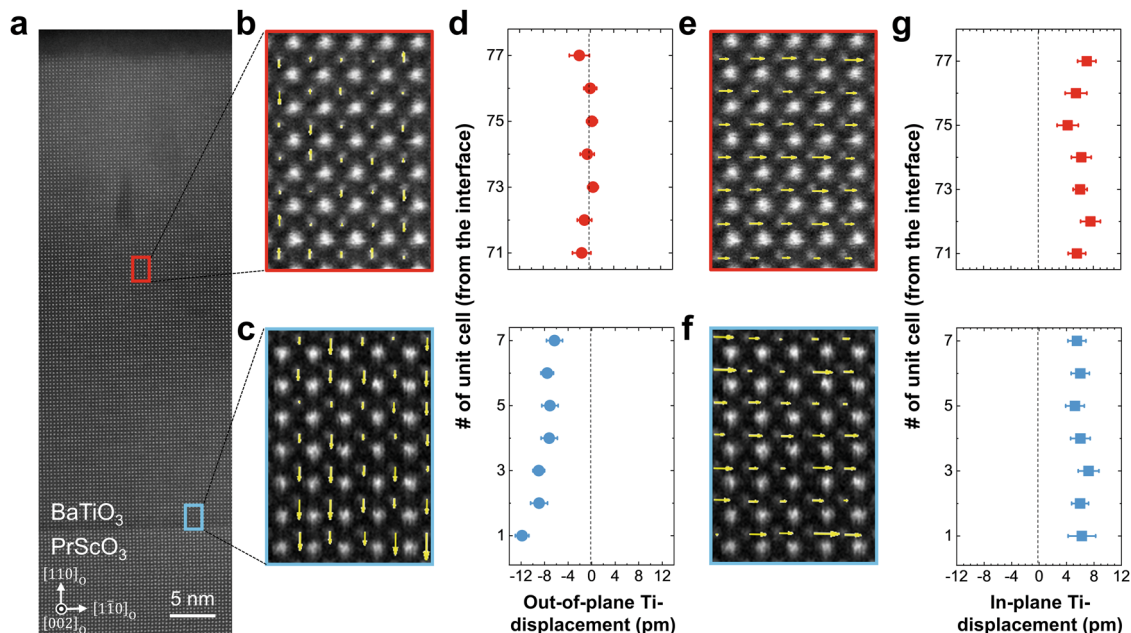 a
b
d
e
g
77
75
73
71
77
75
73
71
c
f
7
5
3
1
7
5
3
1
# of unit cell (from the interface)
# of unit cell (from the interface)
BaTiO₃
PrScO₃
[110]ₒ
[11̄0]ₒ
[002]ₒ
5 nm
-12 -8 -4 0 4 8 12
Out-of-plane Ti-
displacement (pm)
-12 -8 -4 0 4 8 12
In-plane Ti-
displacement (pm)